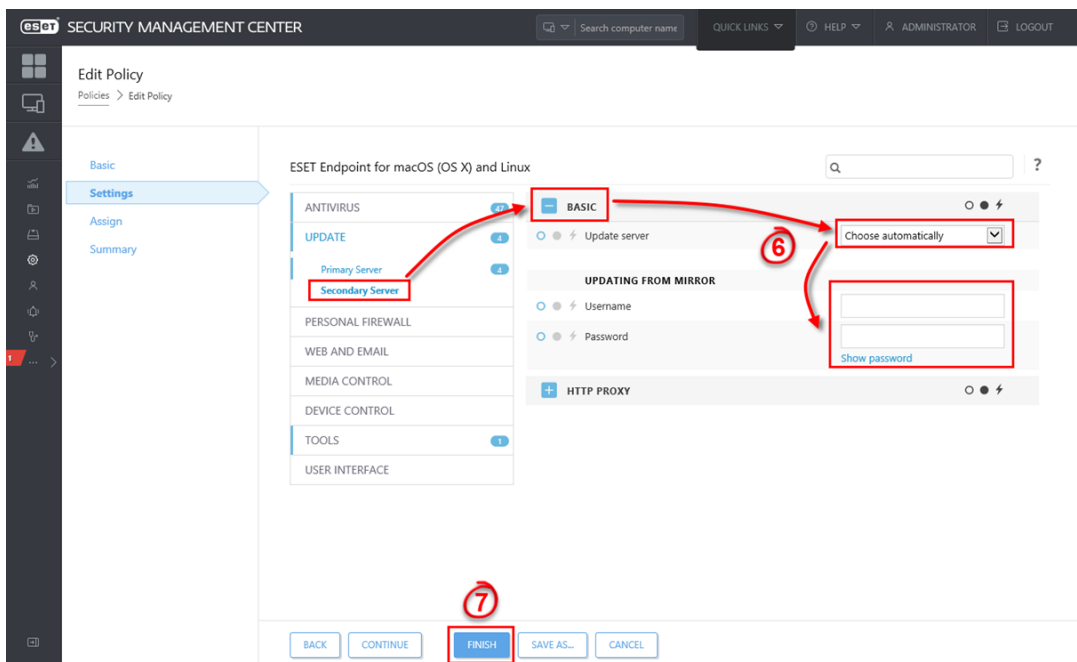 eset SECURITY MANAGEMENT CENTER Search computer name QUICK LINKS HELP ADMINISTRATOR LOGOUT
Edit Policy
Policies > Edit Policy
Basic
Settings
Assign
Summary
ESET Endpoint for macOS (OS X) and Linux ?
ANTIVIRUS 47
UPDATE 4
Primary Server 4
Secondary Server
PERSONAL FIREWALL
WEB AND EMAIL
MEDIA CONTROL
DEVICE CONTROL
TOOLS 1
USER INTERFACE
BASIC
Update server Choose automatically
6
UPDATING FROM MIRROR
Username
Password
Show password
HTTP PROXY
1 ... >
7
BACK CONTINUE FINISH SAVE AS... CANCEL